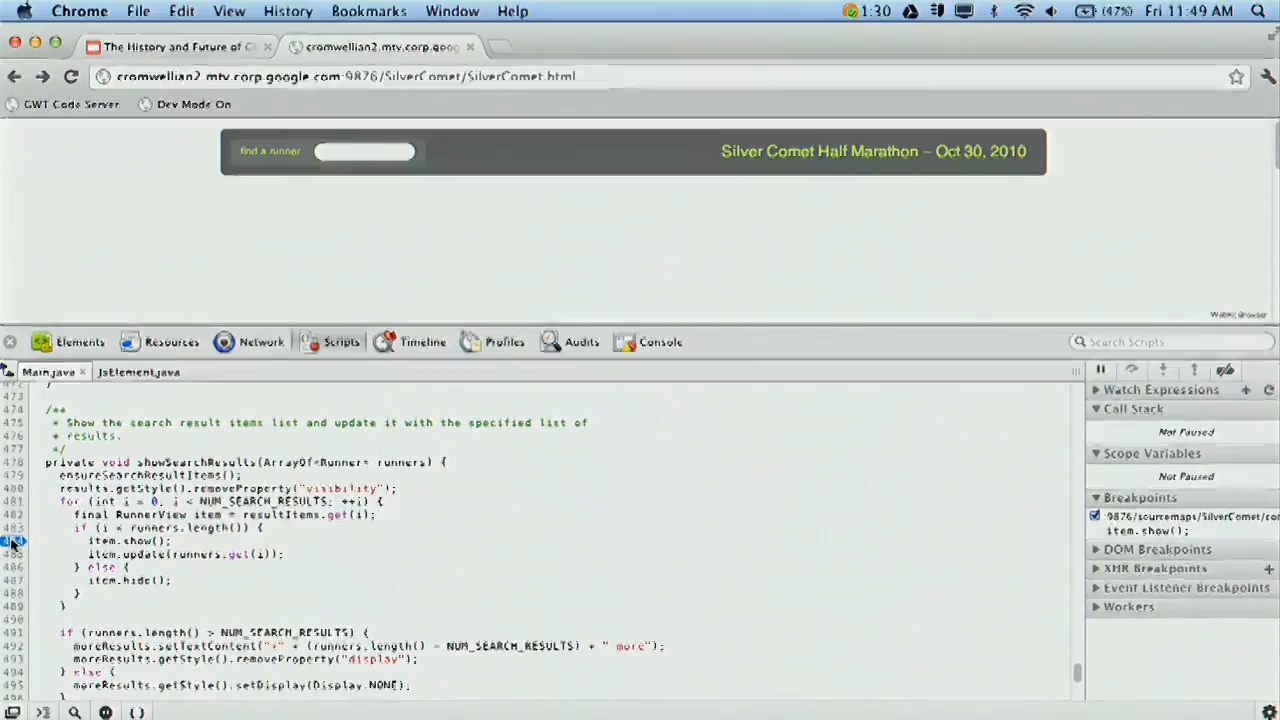 Chrome File Edit View History Bookmarks Window Help 1:30 (47%) Fri 11:49 AM
The History and Future of cromwellian2.mtv.corp.goog
cromwellian2.mtv.corp.google.com:9876/SilverComet/SilverComet.html
GWT Code Server Dev Mode On
find a runner Silver Comet Half Marathon – Oct 30, 2010
Elements Resources Network Scripts Timeline Profiles Audits Console Search Scripts
Main.java JsElement.java
472 }
473
474 /**
475 * Show the search result items list and update it with the specified list of
476 * results.
477 */
478 private void showSearchResults(ArrayOf<Runner> runners) {
479 ensureSearchResultItems();
480 results.getStyle().removeProperty("visibility");
481 for (int i = 0; i < NUM_SEARCH_RESULTS; ++i) {
482 final RunnerView item = resultItems.get(i);
483 if (i < runners.length()) {
484 item.show();
485 item.update(runners.get(i));
486 } else {
487 item.hide();
488 }
489 }
490
491 if (runners.length() > NUM_SEARCH_RESULTS) {
492 moreResults.setTextContent("+" + (runners.length() - NUM_SEARCH_RESULTS) + " more");
493 moreResults.getStyle().removeProperty("display");
494 } else {
495 moreResults.getStyle().setDisplay(Display.NONE);
496 }
Watch Expressions
Call Stack
Not Paused
Scope Variables
Not Paused
Breakpoints
9876/sourcemaps/SilverComet/co
item.show();
DOM Breakpoints
XHR Breakpoints
Event Listener Breakpoints
Workers